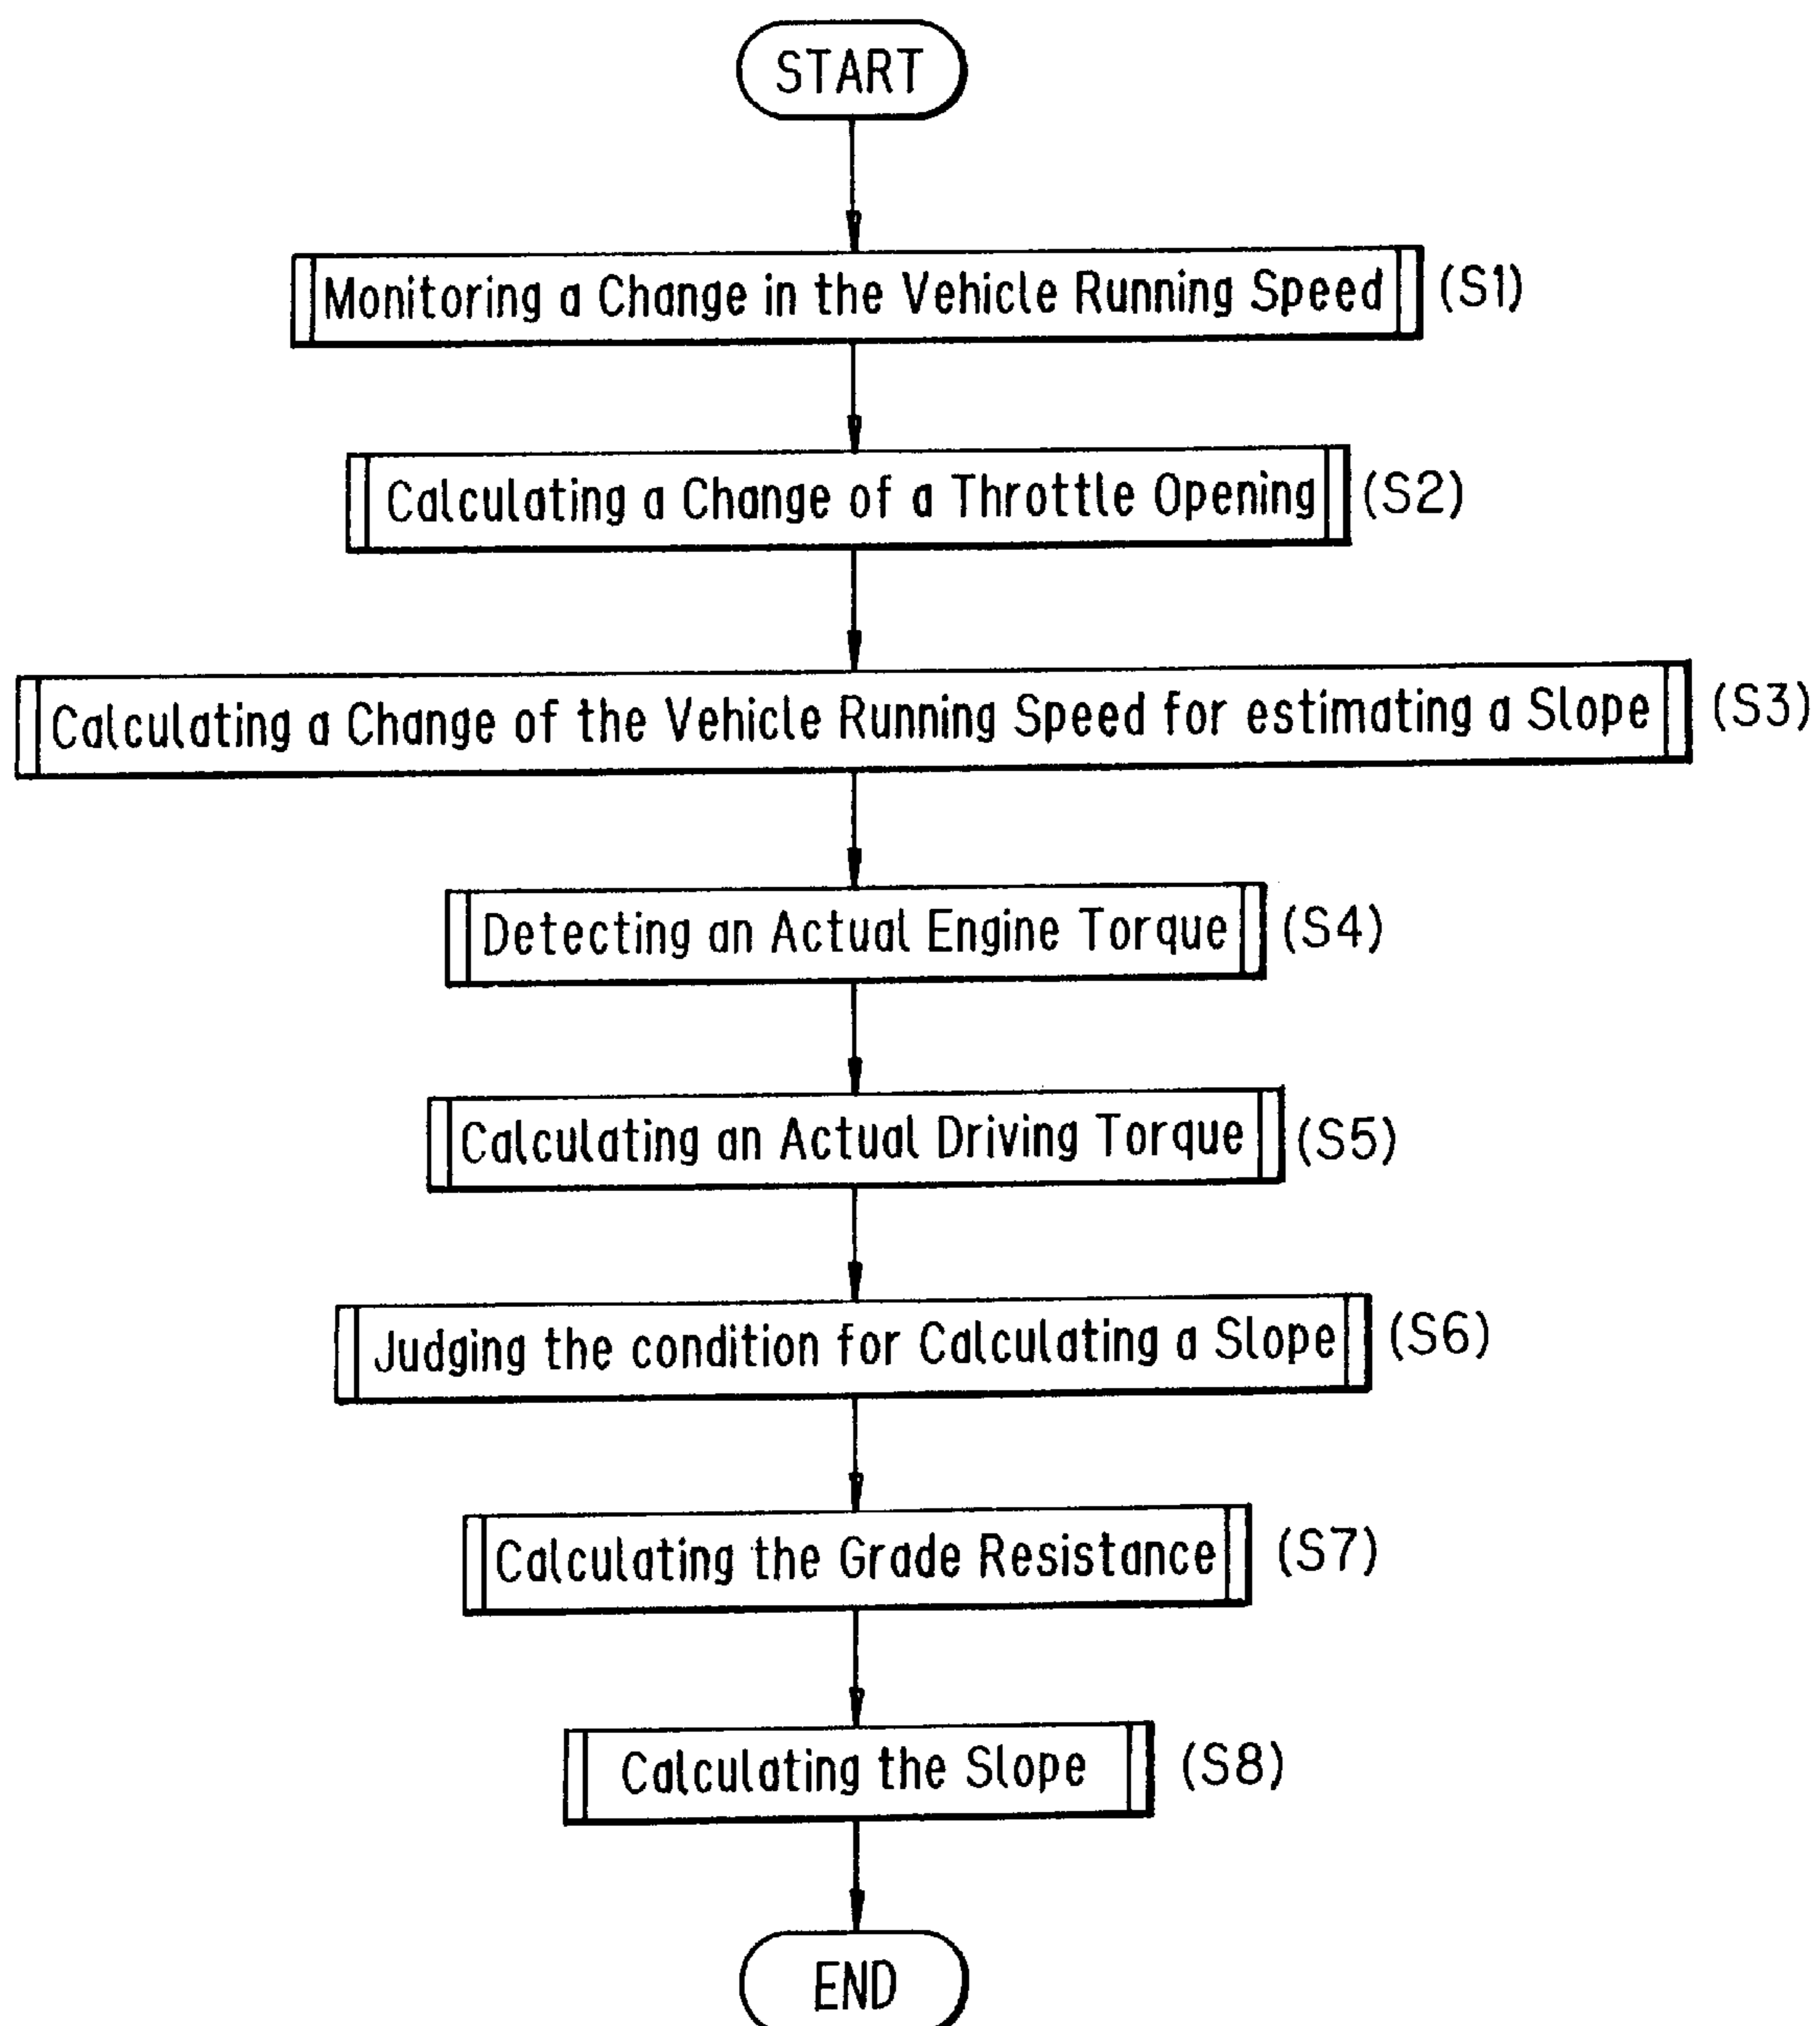 START
Monitoring a Change in the Vehicle Running Speed (S1)
Calculating a Change of a Throttle Opening (S2)
Calculating a Change of the Vehicle Running Speed for estimating a Slope (S3)
Detecting an Actual Engine Torque (S4)
Calculating an Actual Driving Torque (S5)
Judging the condition for Calculating a Slope (S6)
Calculating the Grade Resistance (S7)
Calculating the Slope (S8)
END